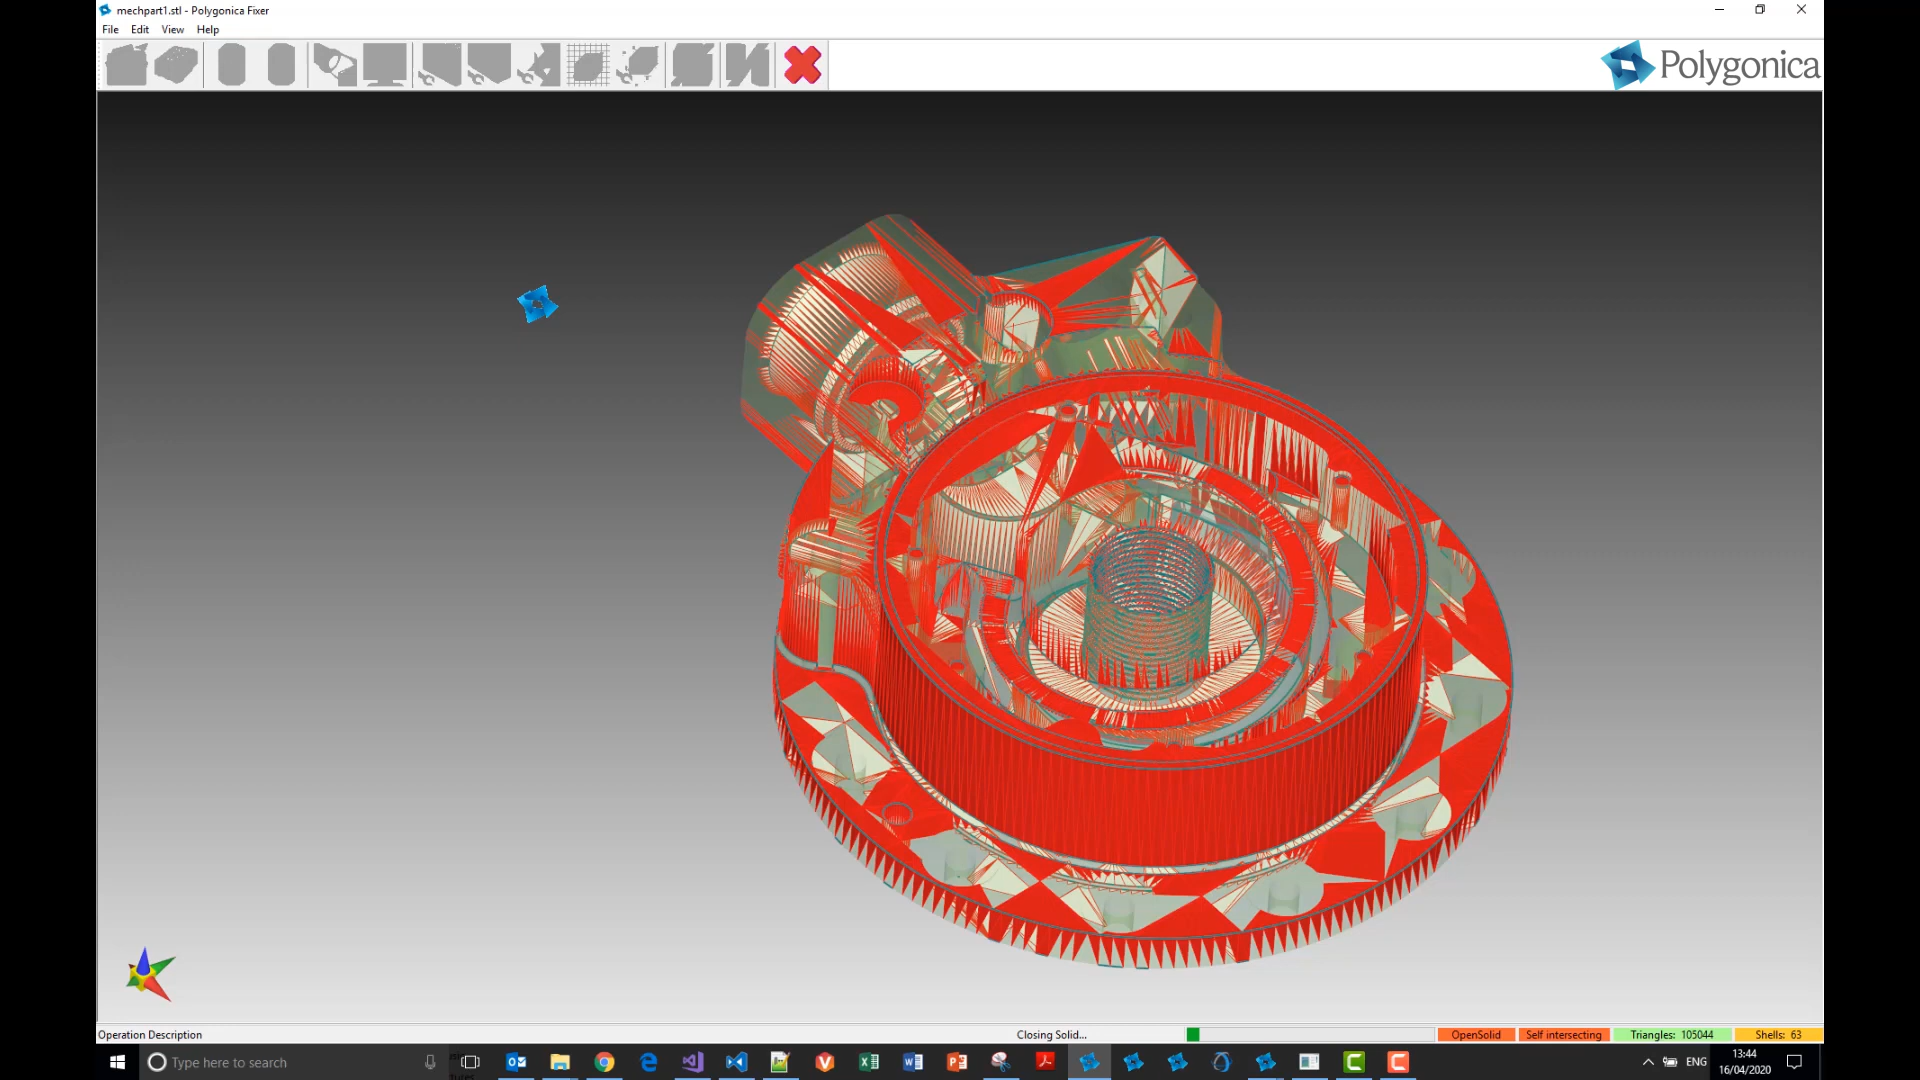 mechpart1.stl - Polygonica Fixer
File Edit View Help
Polygonica
Operation Description
Closing Solid...
OpenSolid
Self intersecting
Triangles: 105044
Shells: 63
Type here to search
ENG
13:44
16/04/2020